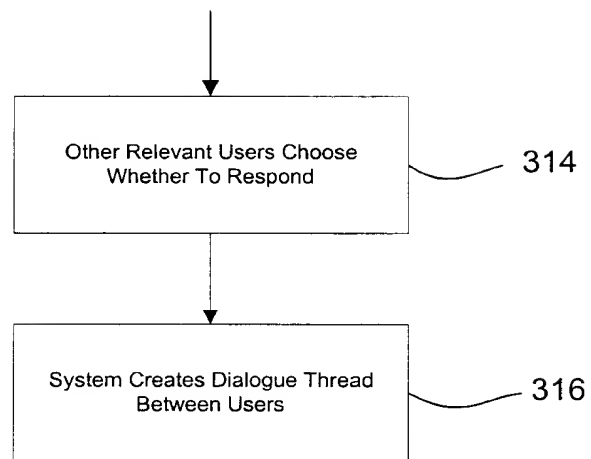 Other Relevant Users Choose
Whether To Respond
314
System Creates Dialogue Thread
Between Users
316